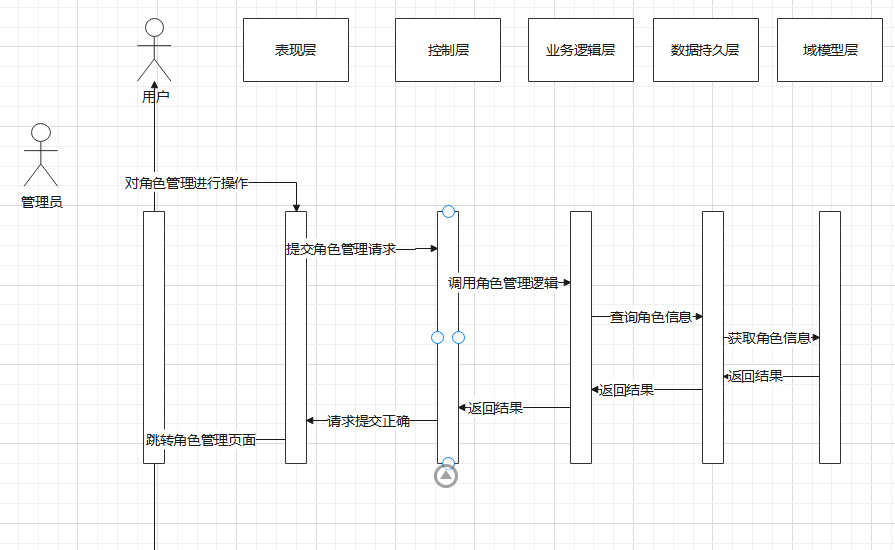 表现层
控制层
业务逻辑层
数据持久层
域模型层
用户
管理员
对角色管理进行操作
提交角色管理请求
调用角色管理逻辑
查询角色信息
获取角色信息
返回结果
返回结果
返回结果
请求提交正确
跳转角色管理页面